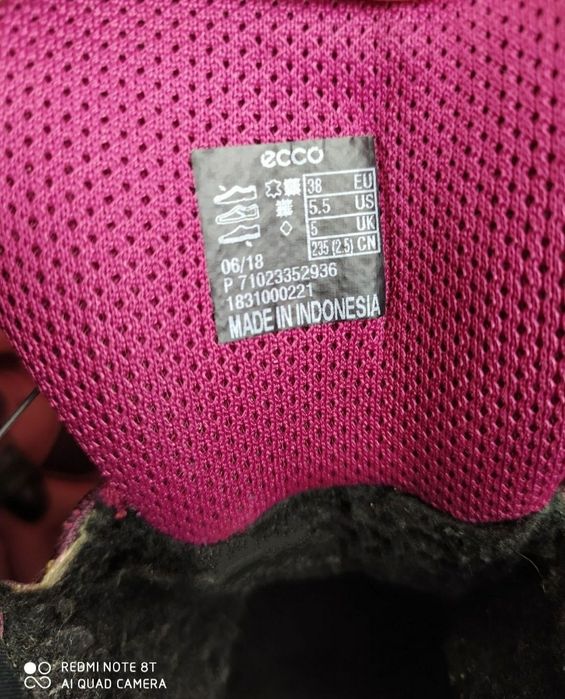 ecco
38 EU
5.5 US
5 UK
235 (2.5) CN
06/18
P 71023352936
1831000221
MADE IN INDONESIA
REDMI NOTE 8T
AI QUAD CAMERA